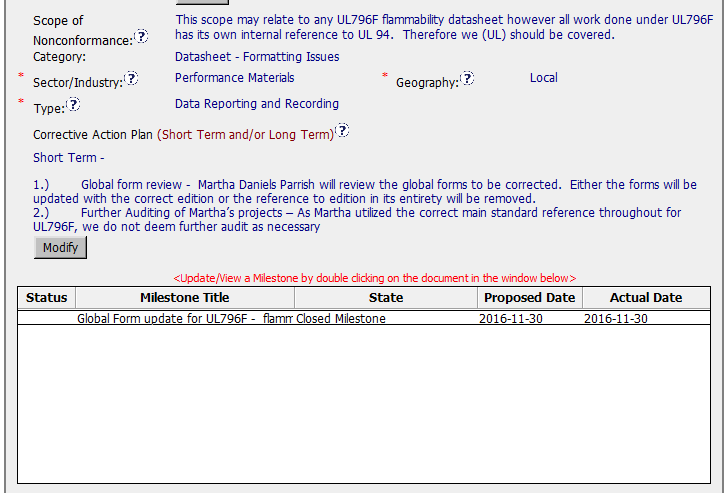 Scope of
Nonconformance:?
This scope may relate to any UL796F flammability datasheet however all work done under UL796F
has its own internal reference to UL 94.  Therefore we (UL) should be covered.
Category:
Datasheet - Formatting Issues
* Sector/Industry:?
Performance Materials
* Geography:?
Local
* Type:?
Data Reporting and Recording
Corrective Action Plan (Short Term and/or Long Term)?
Short Term -
1.) Global form review -  Martha Daniels Parrish will review the global forms to be corrected.  Either the forms will be
updated with the correct edition or the reference to edition in its entirety will be removed.
2.) Further Auditing of Martha's projects – As Martha utilized the correct main standard reference throughout for
UL796F, we do not deem further audit as necessary
Modify
<Update/View a Milestone by double clicking on the document in the window below>
Status Milestone Title State Proposed Date Actual Date
Global Form update for UL796F -  flamm Closed Milestone 2016-11-30 2016-11-30